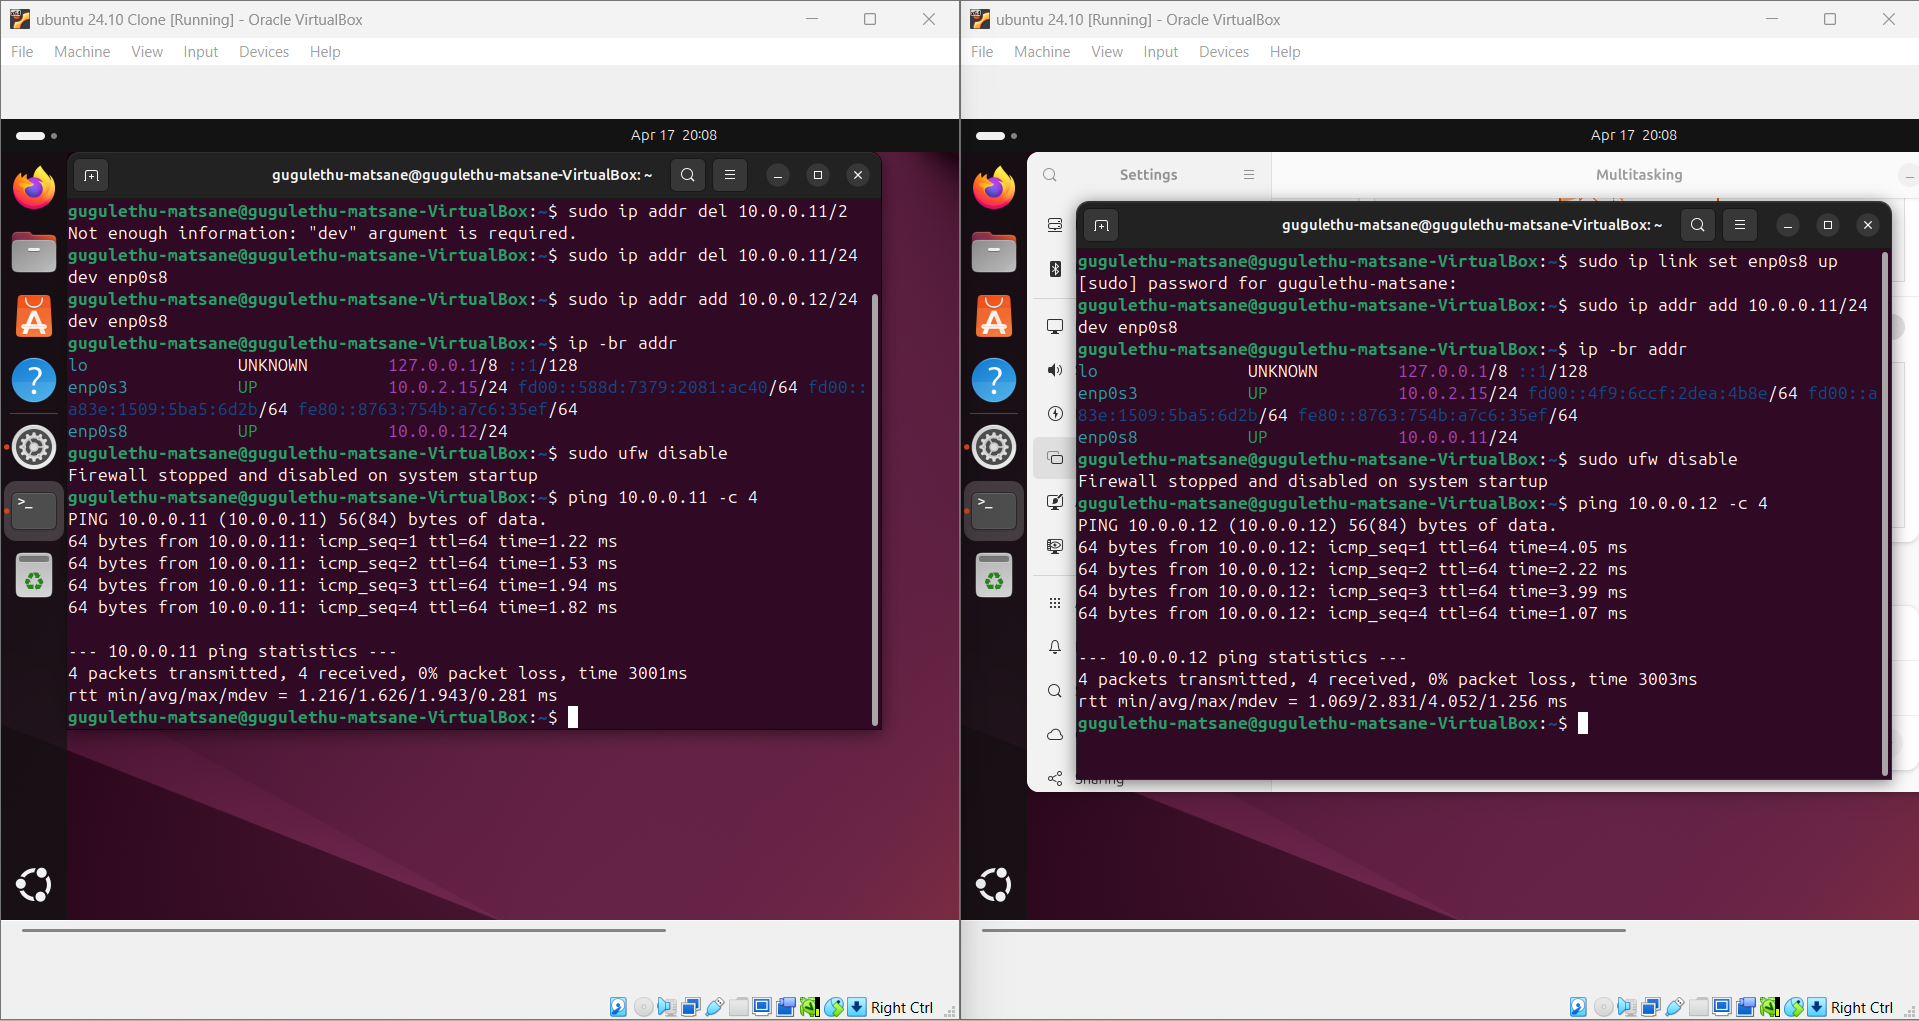 ubuntu 24.10 Clone [Running] - Oracle VirtualBox
File Machine View Input Devices Help
Apr 17 20:08
gugulethu-matsane@gugulethu-matsane-VirtualBox: ~
gugulethu-matsane@gugulethu-matsane-VirtualBox:~$ sudo ip addr del 10.0.0.11/2
Not enough information: "dev" argument is required.
gugulethu-matsane@gugulethu-matsane-VirtualBox:~$ sudo ip addr del 10.0.0.11/24
dev enp0s8
gugulethu-matsane@gugulethu-matsane-VirtualBox:~$ sudo ip addr add 10.0.0.12/24
dev enp0s8
gugulethu-matsane@gugulethu-matsane-VirtualBox:~$ ip -br addr
lo UNKNOWN 127.0.0.1/8 ::1/128
enp0s3 UP 10.0.2.15/24 fd00::588d:7379:2081:ac40/64 fd00::
a83e:1509:5ba5:6d2b/64 fe80::8763:754b:a7c6:35ef/64
enp0s8 UP 10.0.0.12/24
gugulethu-matsane@gugulethu-matsane-VirtualBox:~$ sudo ufw disable
Firewall stopped and disabled on system startup
gugulethu-matsane@gugulethu-matsane-VirtualBox:~$ ping 10.0.0.11 -c 4
PING 10.0.0.11 (10.0.0.11) 56(84) bytes of data.
64 bytes from 10.0.0.11: icmp_seq=1 ttl=64 time=1.22 ms
64 bytes from 10.0.0.11: icmp_seq=2 ttl=64 time=1.53 ms
64 bytes from 10.0.0.11: icmp_seq=3 ttl=64 time=1.94 ms
64 bytes from 10.0.0.11: icmp_seq=4 ttl=64 time=1.82 ms
--- 10.0.0.11 ping statistics ---
4 packets transmitted, 4 received, 0% packet loss, time 3001ms
rtt min/avg/max/mdev = 1.216/1.626/1.943/0.281 ms
gugulethu-matsane@gugulethu-matsane-VirtualBox:~$
Right Ctrl
ubuntu 24.10 [Running] - Oracle VirtualBox
File Machine View Input Devices Help
Apr 17 20:08
Settings
Multitasking
gugulethu-matsane@gugulethu-matsane-VirtualBox: ~
gugulethu-matsane@gugulethu-matsane-VirtualBox:~$ sudo ip link set enp0s8 up
[sudo] password for gugulethu-matsane:
gugulethu-matsane@gugulethu-matsane-VirtualBox:~$ sudo ip addr add 10.0.0.11/24
dev enp0s8
gugulethu-matsane@gugulethu-matsane-VirtualBox:~$ ip -br addr
lo UNKNOWN 127.0.0.1/8 ::1/128
enp0s3 UP 10.0.2.15/24 fd00::4f9:6ccf:2dea:4b8e/64 fd00::a
83e:1509:5ba5:6d2b/64 fe80::8763:754b:a7c6:35ef/64
enp0s8 UP 10.0.0.11/24
gugulethu-matsane@gugulethu-matsane-VirtualBox:~$ sudo ufw disable
Firewall stopped and disabled on system startup
gugulethu-matsane@gugulethu-matsane-VirtualBox:~$ ping 10.0.0.12 -c 4
PING 10.0.0.12 (10.0.0.12) 56(84) bytes of data.
64 bytes from 10.0.0.12: icmp_seq=1 ttl=64 time=4.05 ms
64 bytes from 10.0.0.12: icmp_seq=2 ttl=64 time=2.22 ms
64 bytes from 10.0.0.12: icmp_seq=3 ttl=64 time=3.99 ms
64 bytes from 10.0.0.12: icmp_seq=4 ttl=64 time=1.07 ms
--- 10.0.0.12 ping statistics ---
4 packets transmitted, 4 received, 0% packet loss, time 3003ms
rtt min/avg/max/mdev = 1.069/2.831/4.052/1.256 ms
gugulethu-matsane@gugulethu-matsane-VirtualBox:~$
Sharing
Right Ctrl